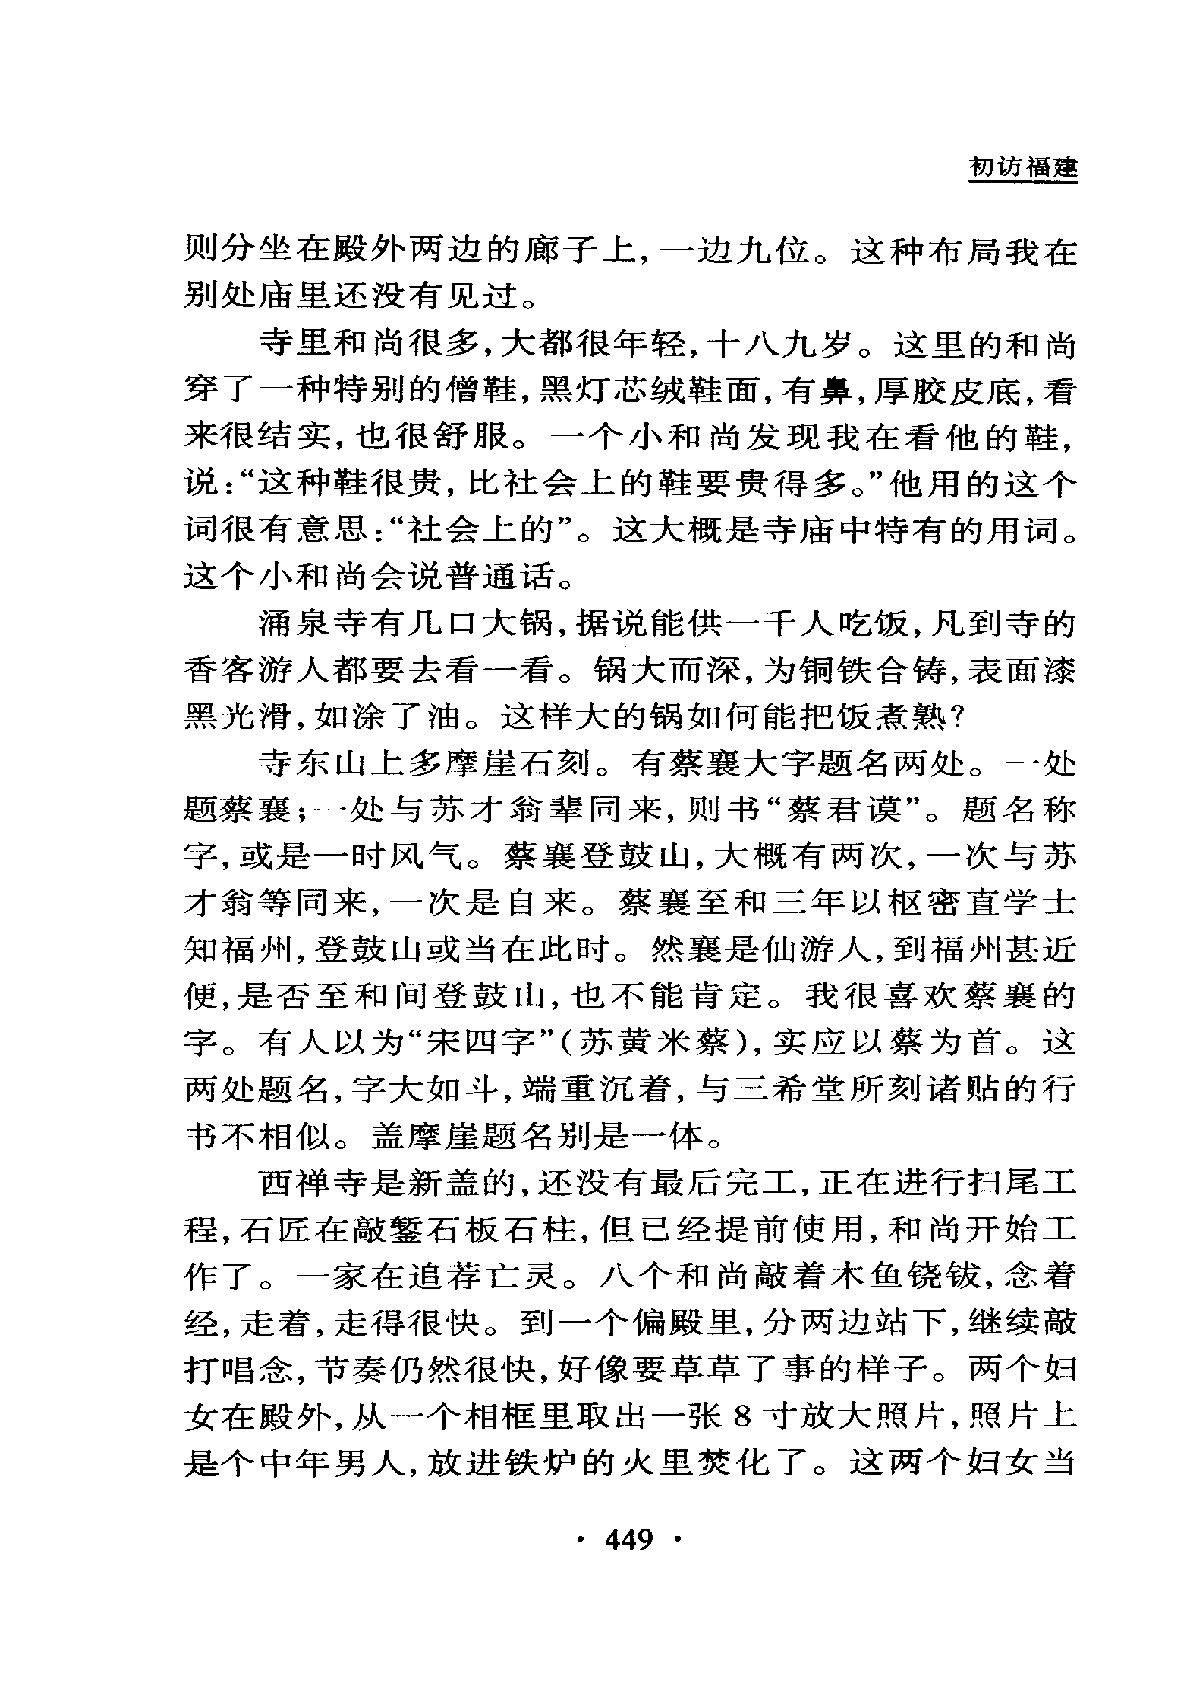 初访福建
则分坐在殿外两边的廊子上，一边九位。这种布局我在
别处庙里还没有见过。
寺里和尚很多，大都很年轻，十八九岁。这里的和尚
穿了一种特别的僧鞋，黑灯芯绒鞋面，有鼻，厚胶皮底，看
来很结实，也很舒服。一个小和尚发现我在看他的鞋，
说：“这种鞋很贵，比社会上的鞋要贵得多。”他用的这个
词很有意思：“社会上的”。这大概是寺庙中特有的用词。
这个小和尚会说普通话。
涌泉寺有几口大锅，据说能供一千人吃饭，凡到寺的
香客游人都要去看一看。锅大而深，为铜铁合铸，表面漆
黑光滑，如涂了油。这样大的锅如何能把饭煮熟？
寺东山上多摩崖石刻。有蔡襄大字题名两处。一处
题蔡襄；一处与苏才翁辈同来，则书“蔡君谟”。题名称
字，或是一时风气。蔡襄登鼓山，大概有两次，一次与苏
才翁等同来，一次是自来。蔡襄至和三年以枢密直学士
知福州，登鼓山或当在此时。然襄是仙游人，到福州甚近
便，是否至和间登鼓山，也不能肯定。我很喜欢蔡襄的
字。有人以为“宋四字”（苏黄米蔡），实应以蔡为首。这
两处题名，字大如斗，端重沉着，与三希堂所刻诸贴的行
书不相似。盖摩崖题名别是一体。
西禅寺是新盖的，还没有最后完工，正在进行扫尾工
程，石匠在敲錾石板石柱，但已经提前使用，和尚开始工
作了。一家在追荐亡灵。八个和尚敲着木鱼铙钹，念着
经，走着，走得很快。到一个偏殿里，分两边站下，继续敲
打唱念，节奏仍然很快，好像要草草了事的样子。两个妇
女在殿外，从一个相框里取出一张8寸放大照片，照片上
是个中年男人，放进铁炉的火里焚化了。这两个妇女当
· 449 ·